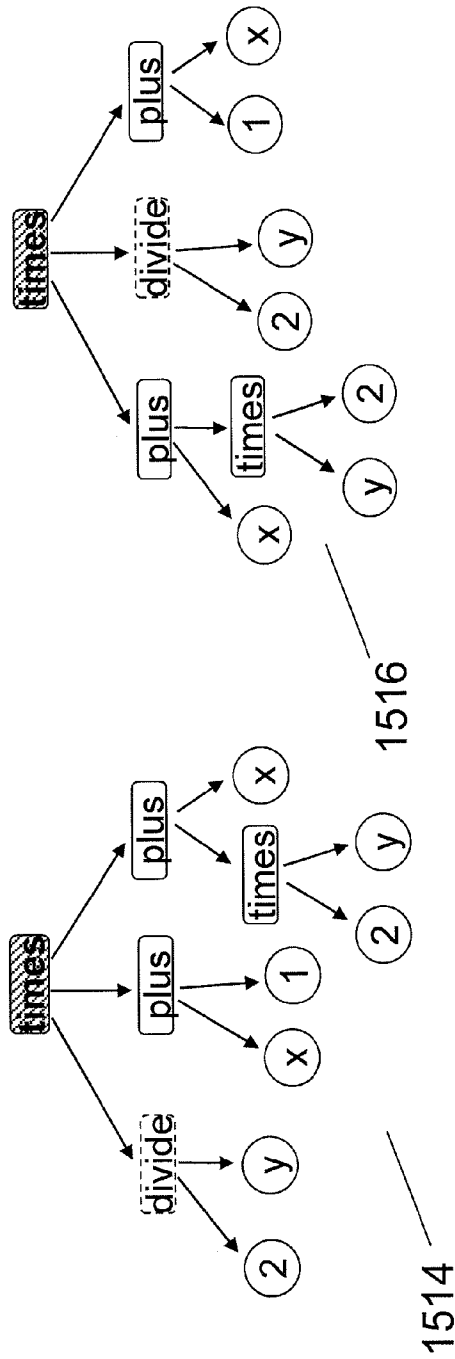 times
divide plus plus
2 y x 1 times x
2 y
1514
times
plus divide plus
x times 2 y 1 x
y 2
1516